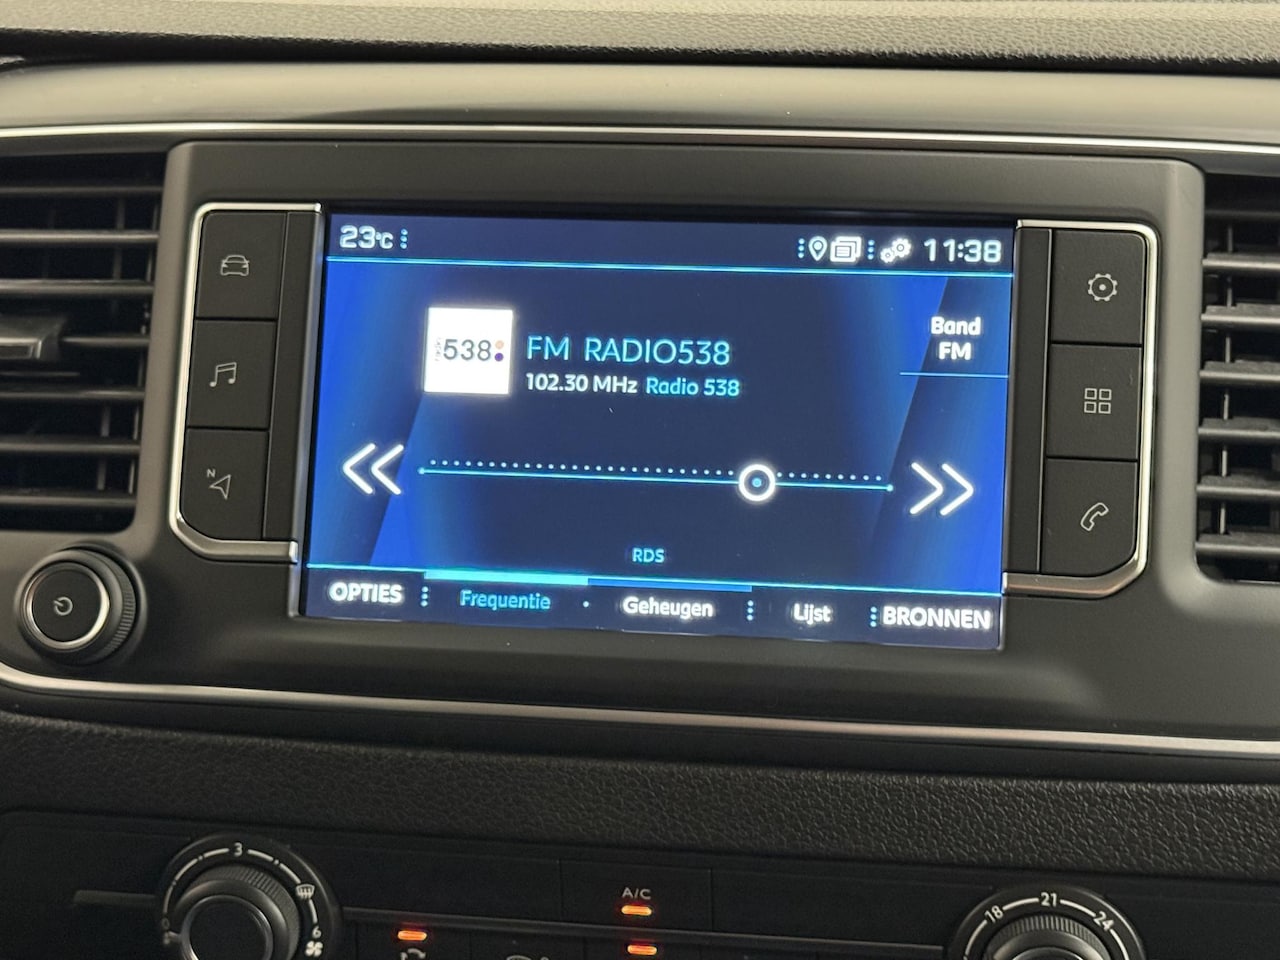 23°C
11:38
Band
FM
538
FM RADIO538
102.30 MHz Radio 538
N
RDS
OPTIES
Frequentie
Geheugen
Lijst
BRONNEN
3
6
A/C
18
21
24